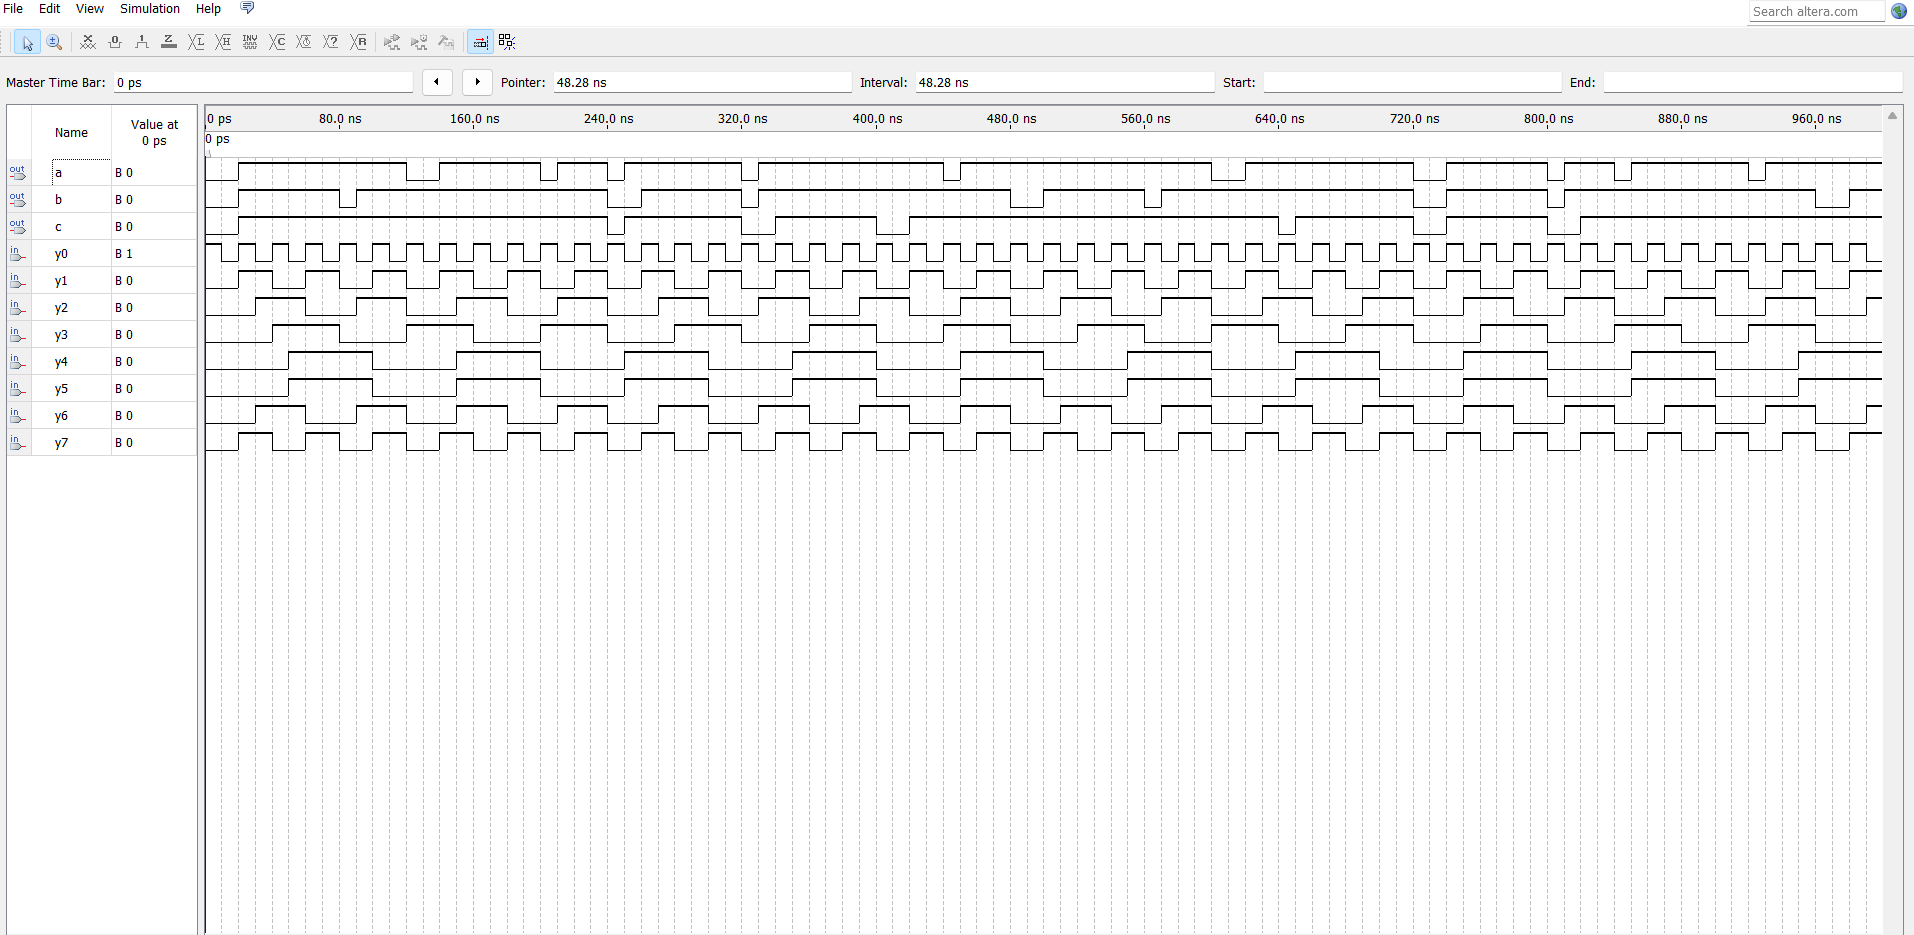 File Edit View Simulation Help
Search altera.com
Master Time Bar: 0 ps Pointer: 48.28 ns Interval: 48.28 ns Start: End:
Name Value at 0 ps
0 ps 80.0 ns 160.0 ns 240.0 ns 320.0 ns 400.0 ns 480.0 ns 560.0 ns 640.0 ns 720.0 ns 800.0 ns 880.0 ns 960.0 ns
0 ps
out a B 0
out b B 0
out c B 0
in y0 B 1
in y1 B 0
in y2 B 0
in y3 B 0
in y4 B 0
in y5 B 0
in y6 B 0
in y7 B 0